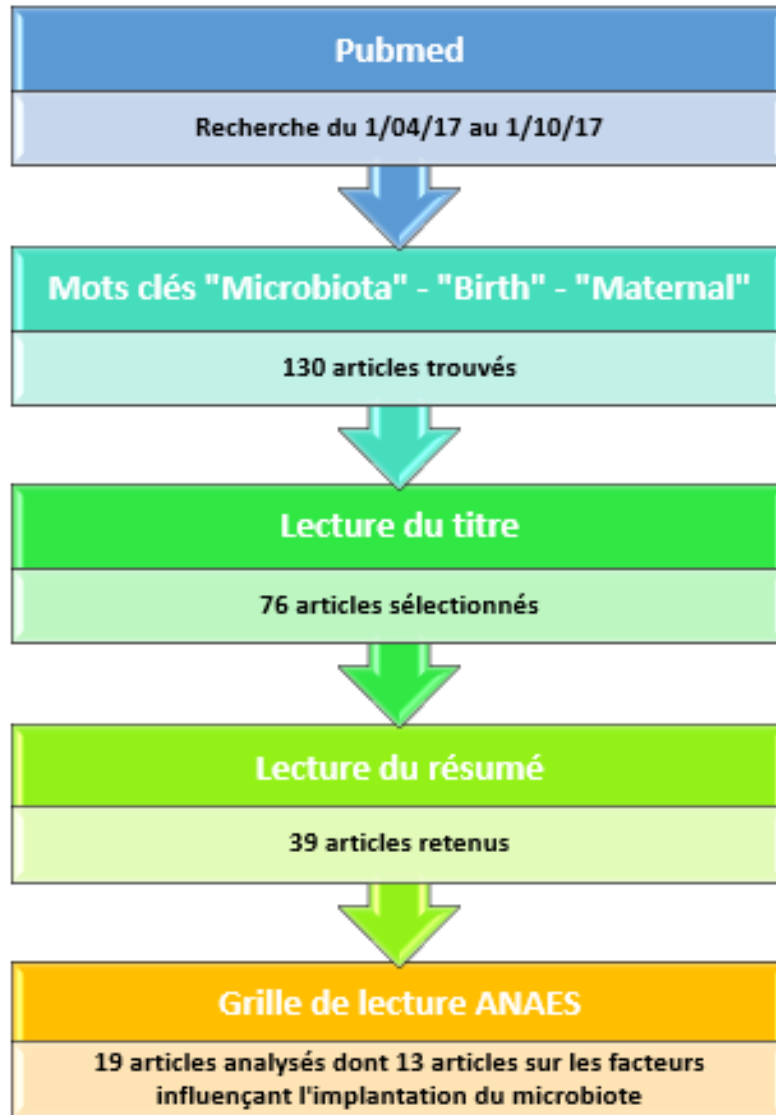 Pubmed
Recherche du 1/04/17 au 1/10/17
Mots clés "Microbiota" - "Birth" - "Maternal"
130 articles trouvés
Lecture du titre
76 articles sélectionnés
Lecture du résumé
39 articles retenus
Grille de lecture ANAES
19 articles analysés dont 13 articles sur les facteurs
influençant l'implantation du microbiote